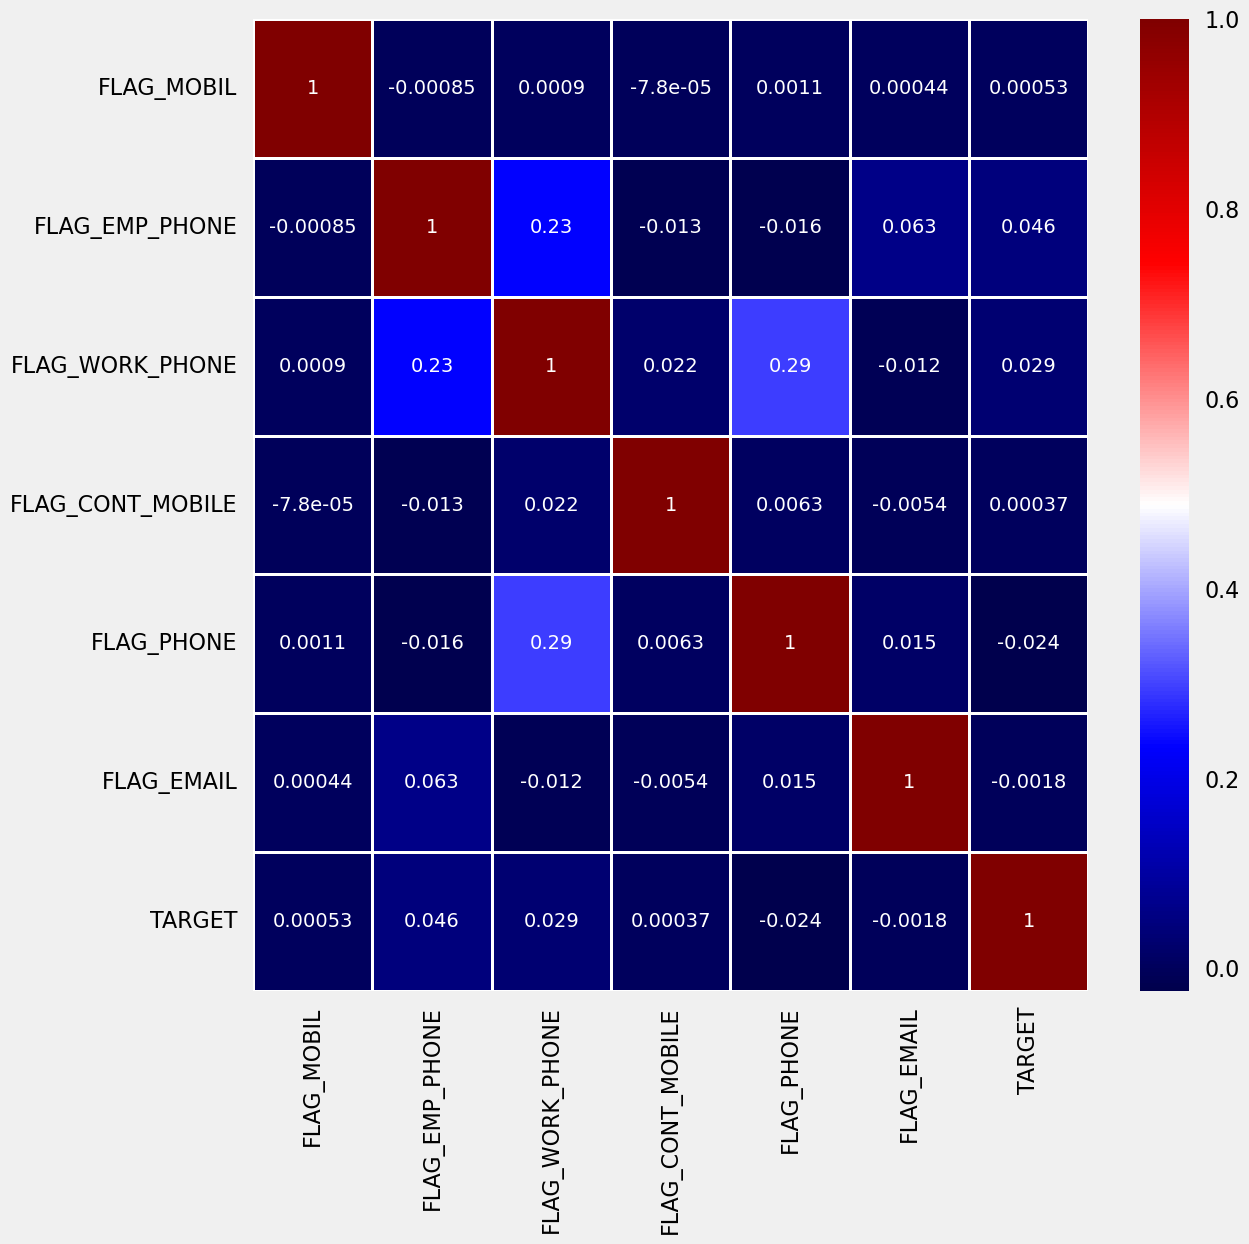 FLAG_MOBIL 1 -0.00085 0.0009 -7.8e-05 0.0011 0.00044 0.00053
FLAG_EMP_PHONE -0.00085 1 0.23 -0.013 -0.016 0.063 0.046
FLAG_WORK_PHONE 0.0009 0.23 1 0.022 0.29 -0.012 0.029
FLAG_CONT_MOBILE -7.8e-05 -0.013 0.022 1 0.0063 -0.0054 0.00037
FLAG_PHONE 0.0011 -0.016 0.29 0.0063 1 0.015 -0.024
FLAG_EMAIL 0.00044 0.063 -0.012 -0.0054 0.015 1 -0.0018
TARGET 0.00053 0.046 0.029 0.00037 -0.024 -0.0018 1
FLAG_MOBIL
FLAG_EMP_PHONE
FLAG_WORK_PHONE
FLAG_CONT_MOBILE
FLAG_PHONE
FLAG_EMAIL
TARGET
1.0
0.8
0.6
0.4
0.2
0.0